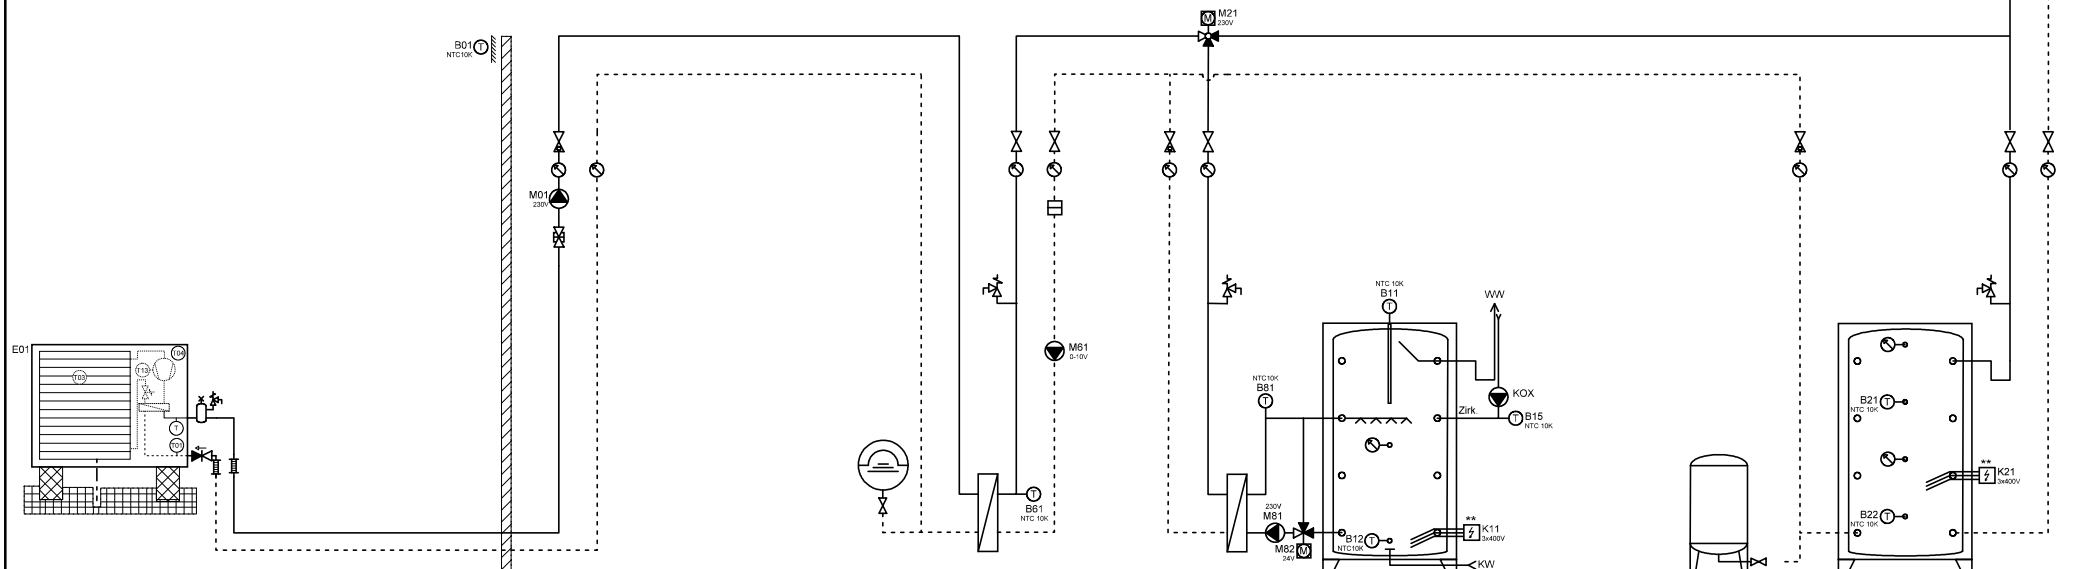 M21
M
230V
B01
T
NTC10K
M01
230V
NTC 10K
B11
T
WW
E01
T04
T13
T03
M61
0-10V
NTC10K
B81
T
KOX
Zirk.
T
B15
NTC 10K
B21
T
NTC 10K
T
T01
**
K21
3x400V
T
B61
NTC 10K
230V
M81
**
K11
3x400V
B22
T
NTC 10K
M82
M
24V
B12
T
NTC10K
KW